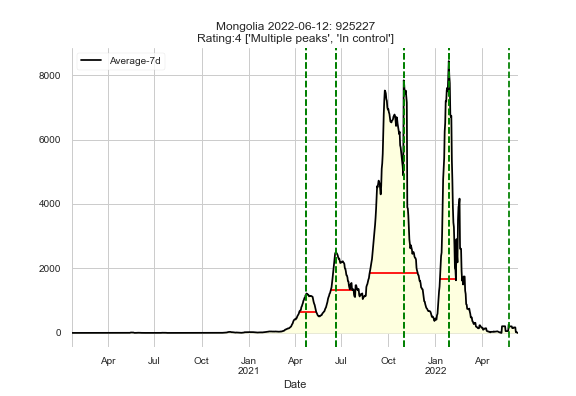 Mongolia 2022-06-12: 925227
Rating:4 ['Multiple peaks', 'In control']
Average-7d
8000
6000
4000
2000
0
Apr Jul Oct Jan Apr Jul Oct Jan Apr
2021 2022
Date